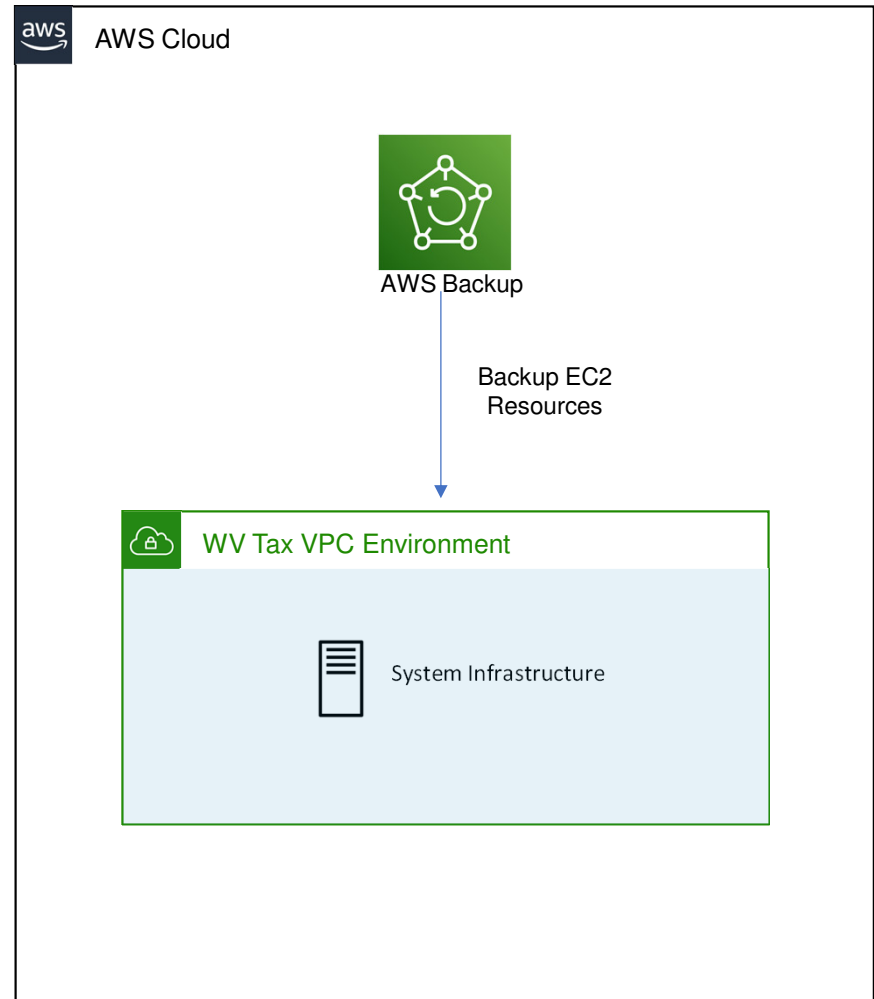 aws
AWS Cloud
AWS Backup
Backup EC2
Resources
WV Tax VPC Environment
System Infrastructure